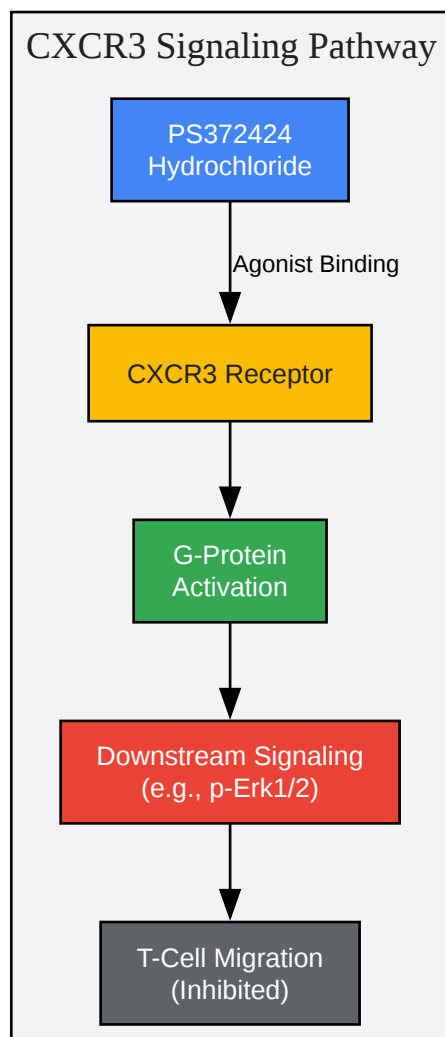 CXCR3 Signaling Pathway
PS372424
Hydrochloride
Agonist Binding
CXCR3 Receptor
G-Protein
Activation
Downstream Signaling
(e.g., p-Erk1/2)
T-Cell Migration
(Inhibited)